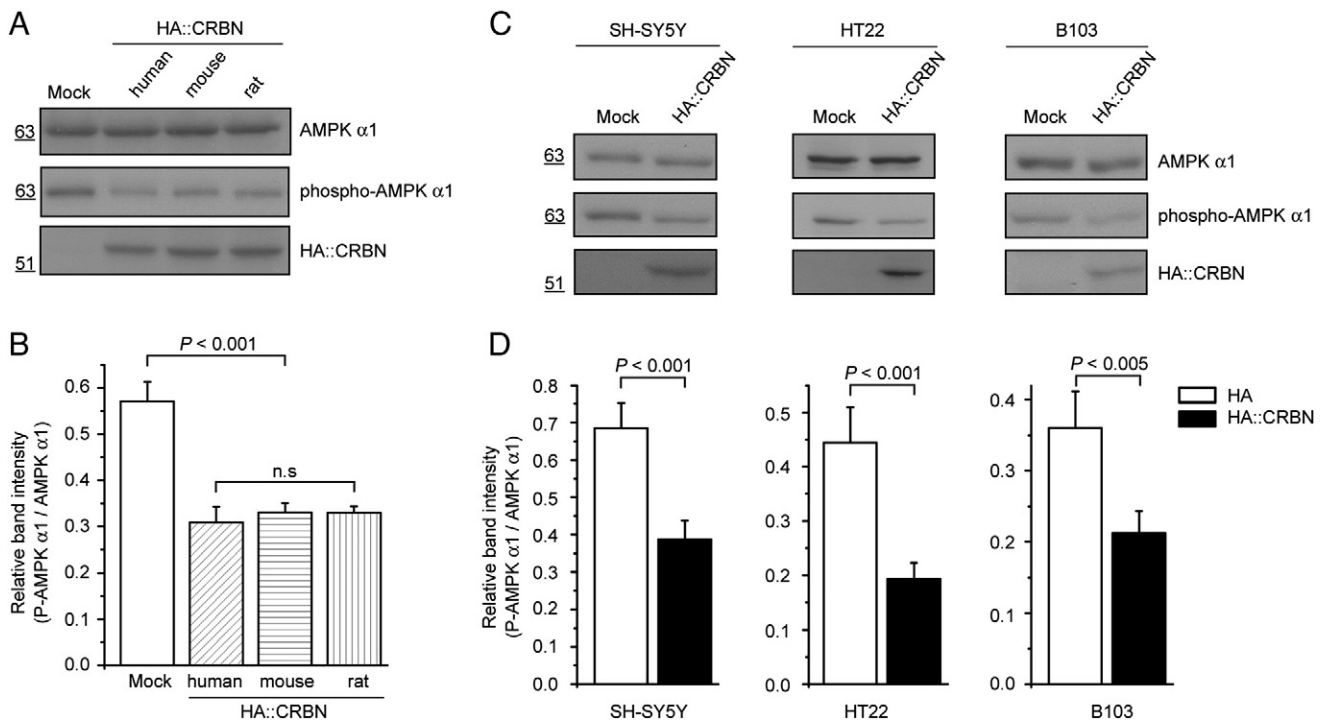 A
HA::CRBN
Mock human mouse rat
63 AMPK α1
63 phospho-AMPK α1
51 HA::CRBN
B
P < 0.001
n.s
Relative band intensity
(P-AMPK α1 / AMPK α1)
0.6
0.5
0.4
0.3
0.2
0.1
0.0
Mock human mouse rat
HA::CRBN
C
SH-SY5Y HT22 B103
Mock HA::CRBN Mock HA::CRBN Mock HA::CRBN
63 AMPK α1
63 phospho-AMPK α1
51 HA::CRBN
D
Relative band intensity
(P-AMPK α1 / AMPK α1)
P < 0.001
0.8
0.7
0.6
0.5
0.4
0.3
0.2
0.1
0.0
SH-SY5Y
P < 0.001
0.5
0.4
0.3
0.2
0.1
0.0
HT22
P < 0.005
0.4
0.3
0.2
0.1
0.0
B103
HA
HA::CRBN